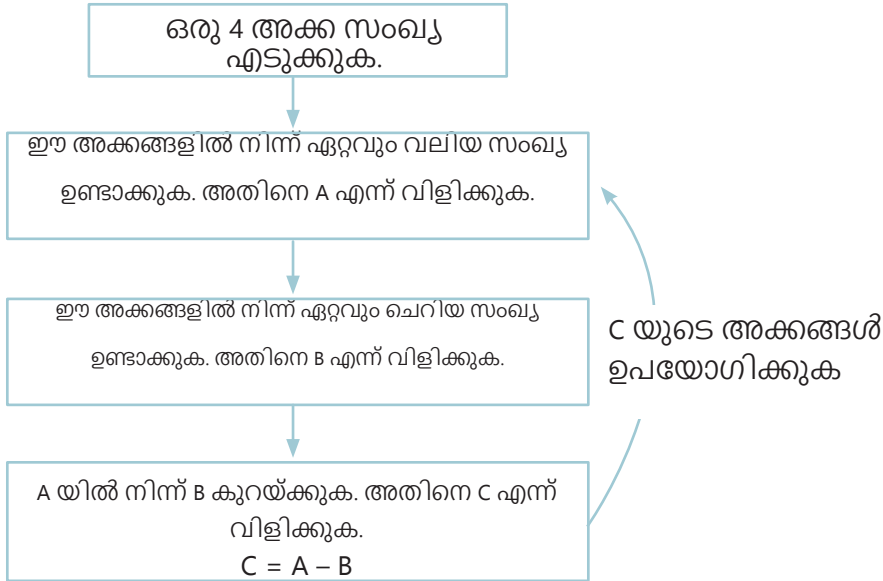 ഒരു 4 അക്ക സംഖ്യ
എടുക്കുക.
ഈ അക്കങ്ങളിൽ നിന്ന് ഏറ്റവും വലിയ സംഖ്യ
ഉണ്ടാക്കുക. അതിനെ A എന്ന് വിളിക്കുക.
ഈ അക്കങ്ങളിൽ നിന്ന് ഏറ്റവും ചെറിയ സംഖ്യ
ഉണ്ടാക്കുക. അതിനെ B എന്ന് വിളിക്കുക.
C യുടെ അക്കങ്ങൾ
ഉപയോഗിക്കുക
A യിൽ നിന്ന് B കുറയ്ക്കുക. അതിനെ C എന്ന്
വിളിക്കുക.
C = A – B